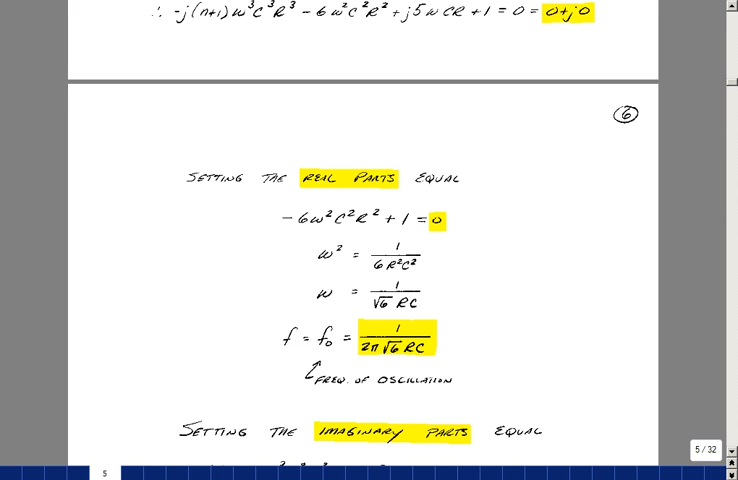 ∴ -j(n+1)ω³C³R³ - 6ω²C²R² + j5ωCR + 1 = 0 = 0+j0
6
SETTING THE REAL PARTS EQUAL
-6ω²C²R² + 1 = 0
ω² = 1/(6R²C²)
ω = 1/(√6 RC)
f = f₀ = 1/(2π√6 RC)
FREQ. OF OSCILLATION
SETTING THE IMAGINARY PARTS EQUAL
5 / 32
5